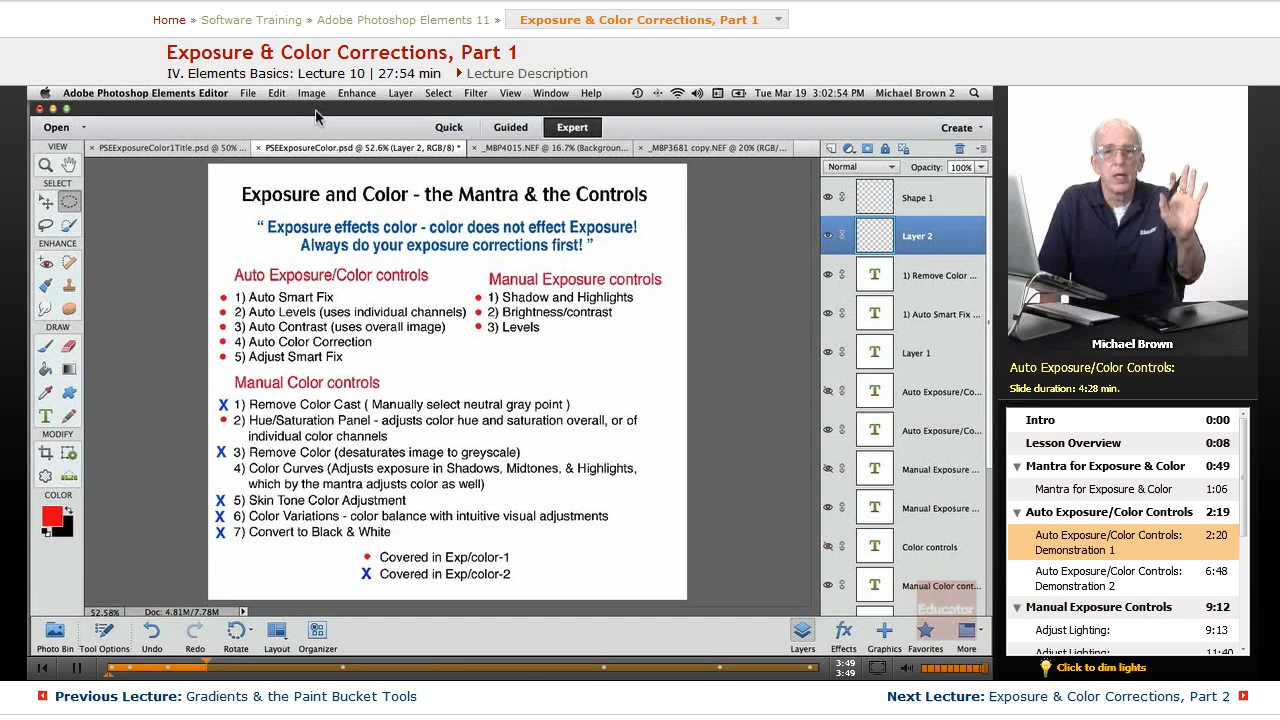 Home » Software Training » Adobe Photoshop Elements 11 » Exposure & Color Corrections, Part 1
Exposure & Color Corrections, Part 1
IV. Elements Basics: Lecture 10 | 27:54 min Lecture Description
Adobe Photoshop Elements Editor File Edit Image Enhance Layer Select Filter View Window Help Tue Mar 19 3:02:54 PM Michael Brown 2
Open Quick Guided Expert Create
× PSEExposureColor1Title.psd @ 50% ... × PSEExposureColor.psd @ 52.6% (Layer 2, RGB/8) * × _MBP4015.NEF @ 16.7% (Backgroun... × _MBP3681 copy.NEF @ 20% (RGB/...
VIEW
SELECT
ENHANCE
DRAW
T
MODIFY
COLOR
Exposure and Color - the Mantra & the Controls
“ Exposure effects color - color does not effect Exposure!
Always do your exposure corrections first! ”
Auto Exposure/Color controls
1) Auto Smart Fix
2) Auto Levels (uses individual channels)
3) Auto Contrast (uses overall image)
4) Auto Color Correction
5) Adjust Smart Fix
Manual Exposure controls
1) Shadow and Highlights
2) Brightness/contrast
3) Levels
Manual Color controls
X 1) Remove Color Cast ( Manually select neutral gray point )
2) Hue/Saturation Panel - adjusts color hue and saturation overall, or of
individual color channels
X 3) Remove Color (desaturates image to greyscale)
4) Color Curves (Adjusts exposure in Shadows, Midtones, & Highlights,
which by the mantra adjusts color as well)
X 5) Skin Tone Color Adjustment
X 6) Color Variations - color balance with intuitive visual adjustments
X 7) Convert to Black & White
Covered in Exp/color-1
X Covered in Exp/color-2
Normal Opacity: 100%
Shape 1
Layer 2
T 1) Remove Color ...
T 1) Auto Smart Fix ...
Layer 1
T Auto Exposure/Co...
T Auto Exposure/Co...
T Manual Exposure ...
T Manual Exposure ...
T Color controls
T Manual Color cont...
Educator
52.58% Doc: 4.81M/7.78M
Photo Bin Tool Options Undo Redo Rotate Layout Organizer Layers fx Effects Graphics Favorites More
3:49
3:49
Educator
Michael Brown
Auto Exposure/Color Controls:
Slide duration: 4:28 min.
Intro 0:00
Lesson Overview 0:08
Mantra for Exposure & Color 0:49
Mantra for Exposure & Color 1:06
Auto Exposure/Color Controls 2:19
Auto Exposure/Color Controls: 2:20
Demonstration 1
Auto Exposure/Color Controls: 6:48
Demonstration 2
Manual Exposure Controls 9:12
Adjust Lighting: 9:13
Adjust Lighting: 11:40
Click to dim lights
Previous Lecture: Gradients & the Paint Bucket Tools
Next Lecture: Exposure & Color Corrections, Part 2